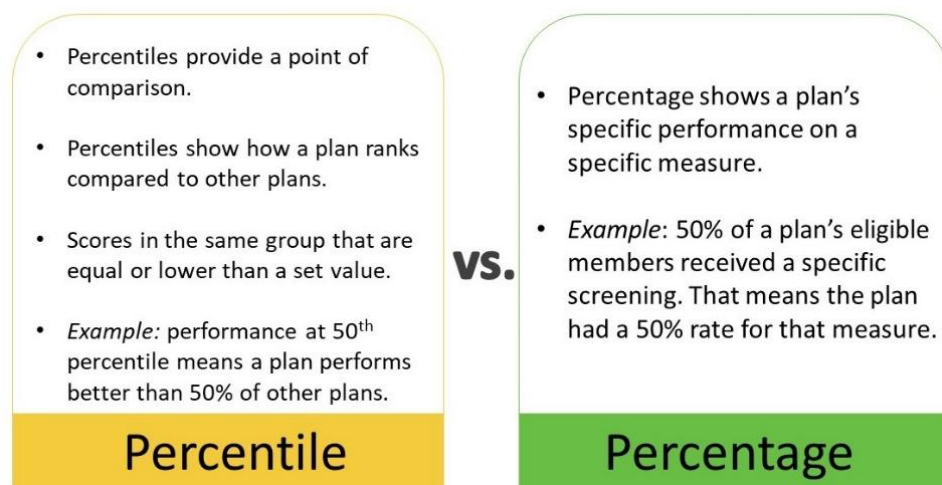 • Percentiles provide a point of
comparison.
• Percentiles show how a plan ranks
compared to other plans.
• Scores in the same group that are
equal or lower than a set value.
• Example: performance at 50th
percentile means a plan performs
better than 50% of other plans.
Percentile
vs.
• Percentage shows a plan’s
specific performance on a
specific measure.
• Example: 50% of a plan’s eligible
members received a specific
screening. That means the plan
had a 50% rate for that measure.
Percentage